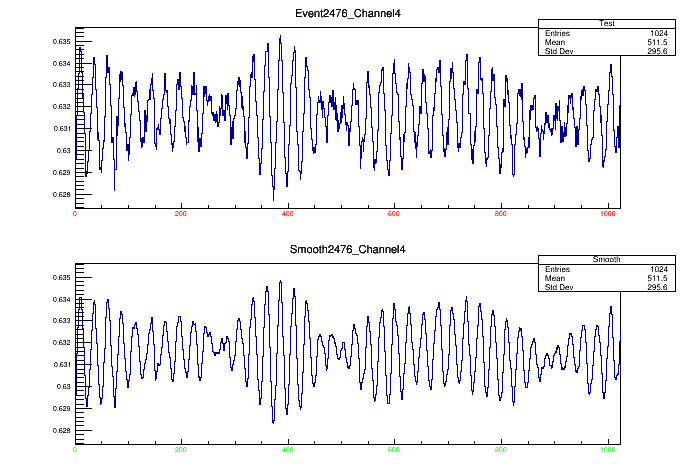 Event2476_Channel4
Test
Entries 1024
Mean 511.5
Std Dev 295.6
0.635
0.634
0.633
0.632
0.631
0.63
0.629
0.628
0 200 400 600 800 1000
Smooth2476_Channel4
Smooth
Entries 1024
Mean 511.5
Std Dev 295.6
0.635
0.634
0.633
0.632
0.631
0.63
0.629
0.628
0 200 400 600 800 1000